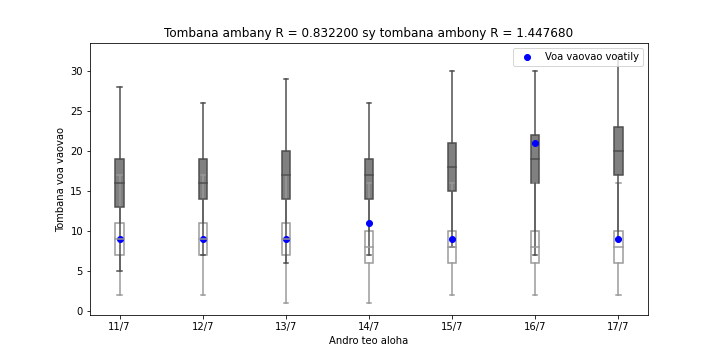 Tombana ambany R = 0.832200 sy tombana ambony R = 1.447680
Voa vaovao voatily
Tombana voa vaovao
30
25
20
15
10
5
0
11/7 12/7 13/7 14/7 15/7 16/7 17/7
Andro teo aloha